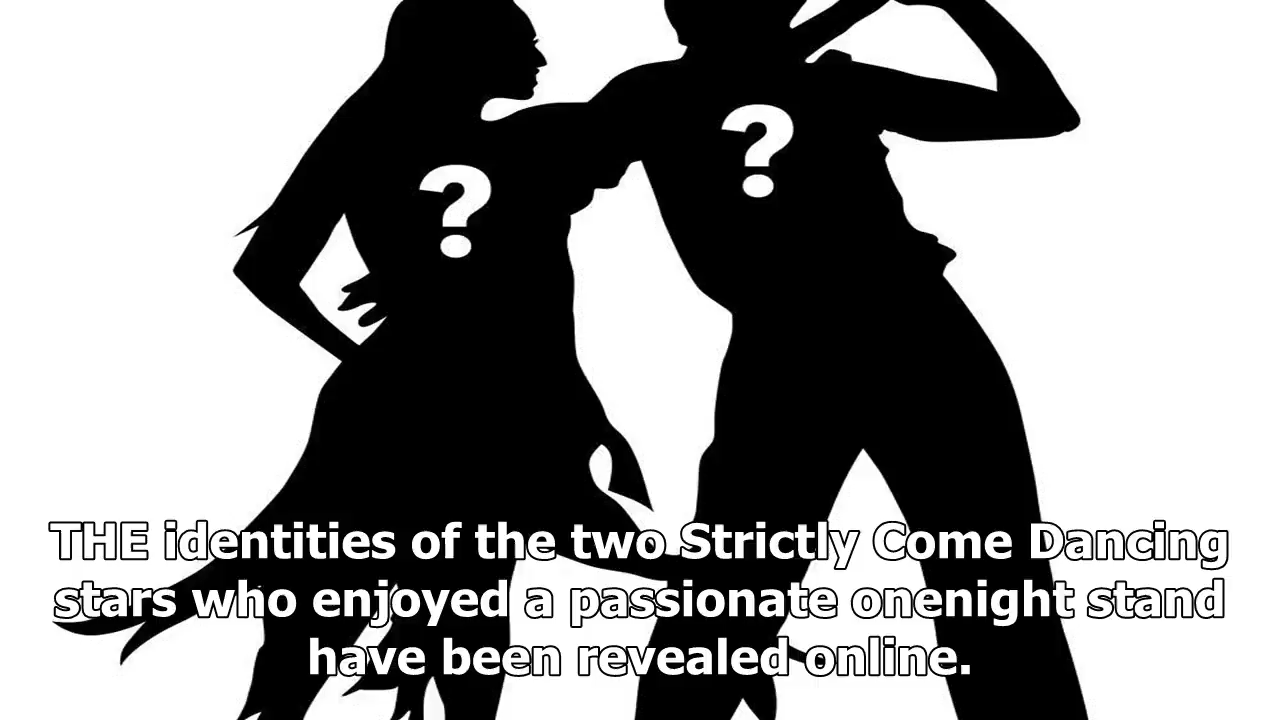 ? ?
THE identities of the two Strictly Come Dancing
stars who enjoyed a passionate onenight stand
have been revealed online.